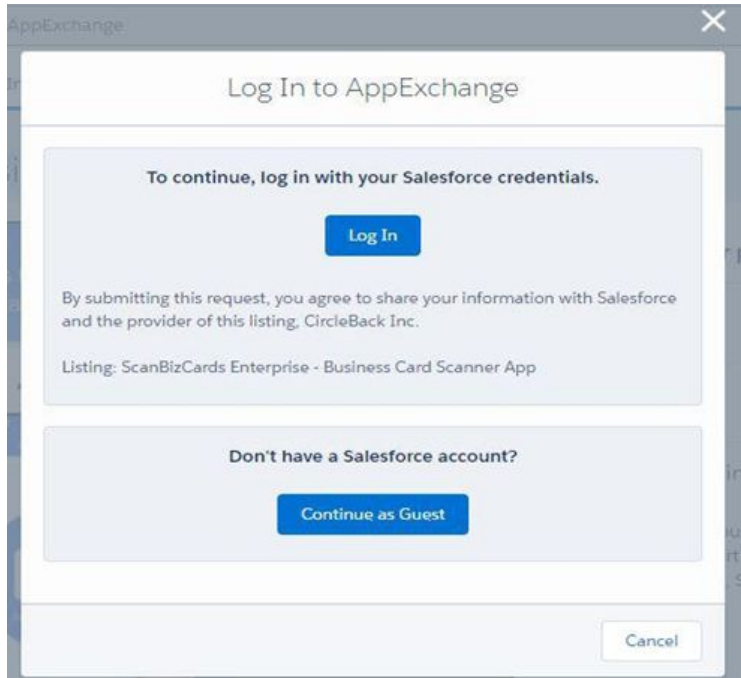 AppExchange
Log In to AppExchange
To continue, log in with your Salesforce credentials.
Log In
By submitting this request, you agree to share your information with Salesforce
and the provider of this listing, CircleBack Inc.
Listing: ScanBizCards Enterprise - Business Card Scanner App
Don't have a Salesforce account?
Continue as Guest
Cancel